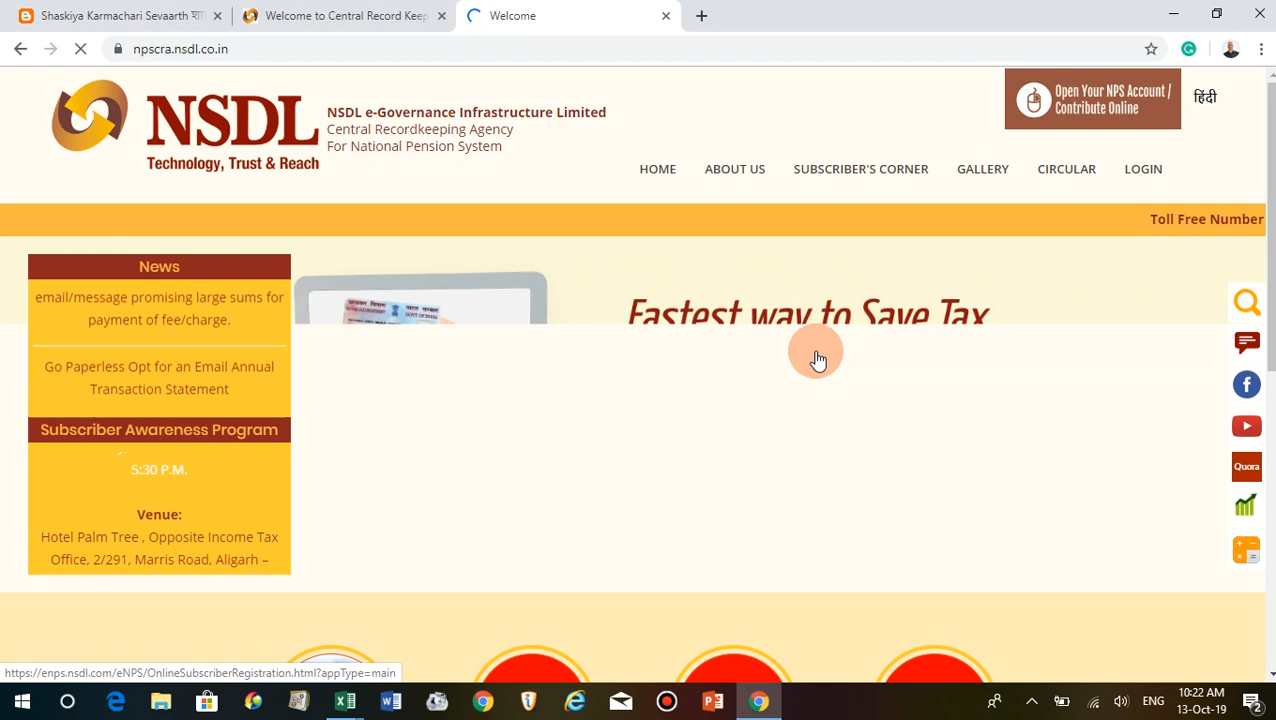 Shaskiya Karmachari Sevaarth
Welcome to Central Record Keep
Welcome
npscra.nsdl.co.in
NSDL
Technology, Trust & Reach
NSDL e-Governance Infrastructure Limited
Central Recordkeeping Agency
For National Pension System
Open Your NPS Account /
Contribute Online
हिंदी
HOME
ABOUT US
SUBSCRIBER'S CORNER
GALLERY
CIRCULAR
LOGIN
Toll Free Number
News
email/message promising large sums for
payment of fee/charge.
Go Paperless Opt for an Email Annual
Transaction Statement
Subscriber Awareness Program
5:30 P.M.
Venue:
Hotel Palm Tree , Opposite Income Tax
Office, 2/291, Marris Road, Aligarh –
Fastest way to Save Tax
Quora
https://enps.nsdl.com/eNPS/OnlineSubscriberRegistration.html?appType=main
ENG
10:22 AM
13-Oct-19
2